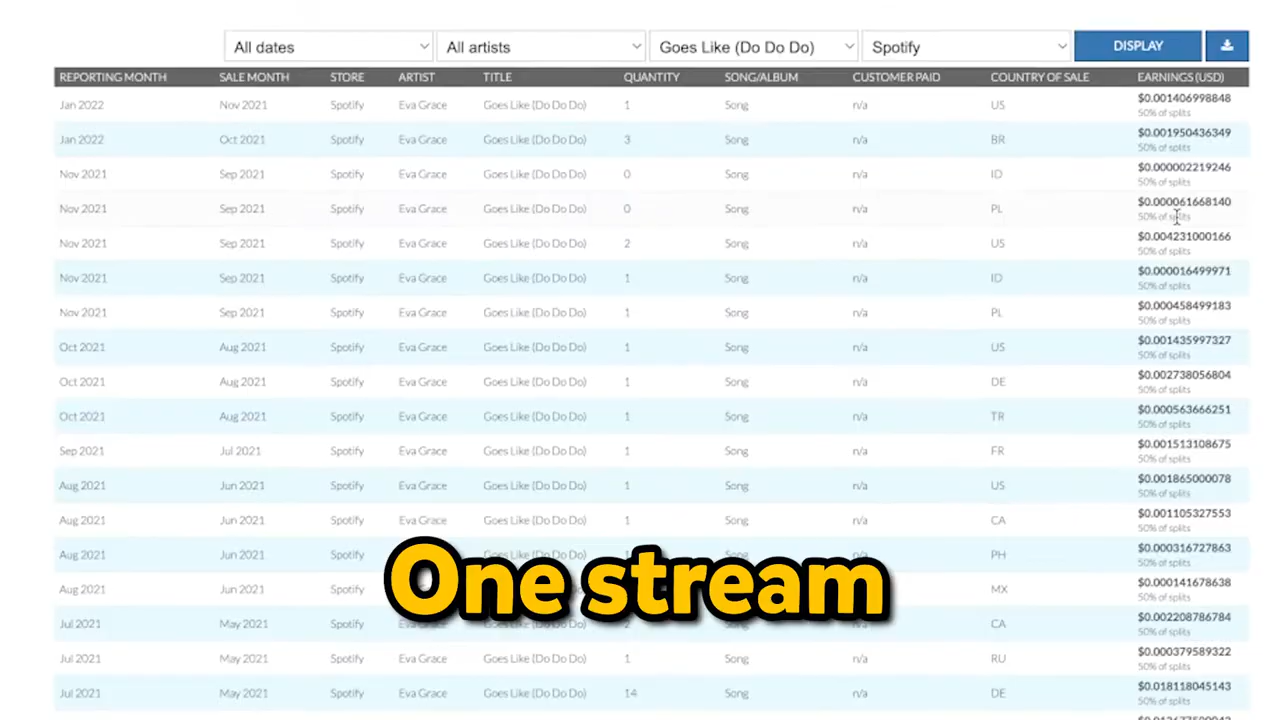 All dates All artists Goes Like (Do Do Do) Spotify DISPLAY
REPORTING MONTH SALE MONTH STORE ARTIST TITLE QUANTITY SONG/ALBUM CUSTOMER PAID COUNTRY OF SALE EARNINGS (USD)
Jan 2022 Nov 2021 Spotify Eva Grace Goes Like (Do Do Do) 1 Song n/a US $0.001406998848
50% of splits
Jan 2022 Oct 2021 Spotify Eva Grace Goes Like (Do Do Do) 3 Song n/a BR $0.001950436349
50% of splits
Nov 2021 Sep 2021 Spotify Eva Grace Goes Like (Do Do Do) 0 Song n/a ID $0.000002219246
50% of splits
Nov 2021 Sep 2021 Spotify Eva Grace Goes Like (Do Do Do) 0 Song n/a PL $0.000061668140
50% of splits
Nov 2021 Sep 2021 Spotify Eva Grace Goes Like (Do Do Do) 2 Song n/a US $0.004231000166
50% of splits
Nov 2021 Sep 2021 Spotify Eva Grace Goes Like (Do Do Do) 1 Song n/a ID $0.000016499971
50% of splits
Nov 2021 Sep 2021 Spotify Eva Grace Goes Like (Do Do Do) 1 Song n/a PL $0.000458499183
50% of splits
Oct 2021 Aug 2021 Spotify Eva Grace Goes Like (Do Do Do) 1 Song n/a US $0.001435997327
50% of splits
Oct 2021 Aug 2021 Spotify Eva Grace Goes Like (Do Do Do) 1 Song n/a DE $0.002738056804
50% of splits
Oct 2021 Aug 2021 Spotify Eva Grace Goes Like (Do Do Do) 1 Song n/a TR $0.000563666251
50% of splits
Sep 2021 Jul 2021 Spotify Eva Grace Goes Like (Do Do Do) 1 Song n/a FR $0.001513108675
50% of splits
Aug 2021 Jun 2021 Spotify Eva Grace Goes Like (Do Do Do) 1 Song n/a US $0.001865000078
50% of splits
Aug 2021 Jun 2021 Spotify Eva Grace Goes Like (Do Do Do) 1 Song n/a CA $0.001105327553
50% of splits
Aug 2021 Jun 2021 Spotify Song n/a PH $0.000316727863
50% of splits
Aug 2021 Jun 2021 Spotify n/a MX $0.000141678638
50% of splits
One stream
Jul 2021 May 2021 Spotify Eva Grace Goes Like (Do Do Do) 2 Song n/a CA $0.002208786784
50% of splits
Jul 2021 May 2021 Spotify Eva Grace Goes Like (Do Do Do) 1 Song n/a RU $0.000379589322
50% of splits
Jul 2021 May 2021 Spotify Eva Grace Goes Like (Do Do Do) 14 Song n/a DE $0.018118045143
50% of splits